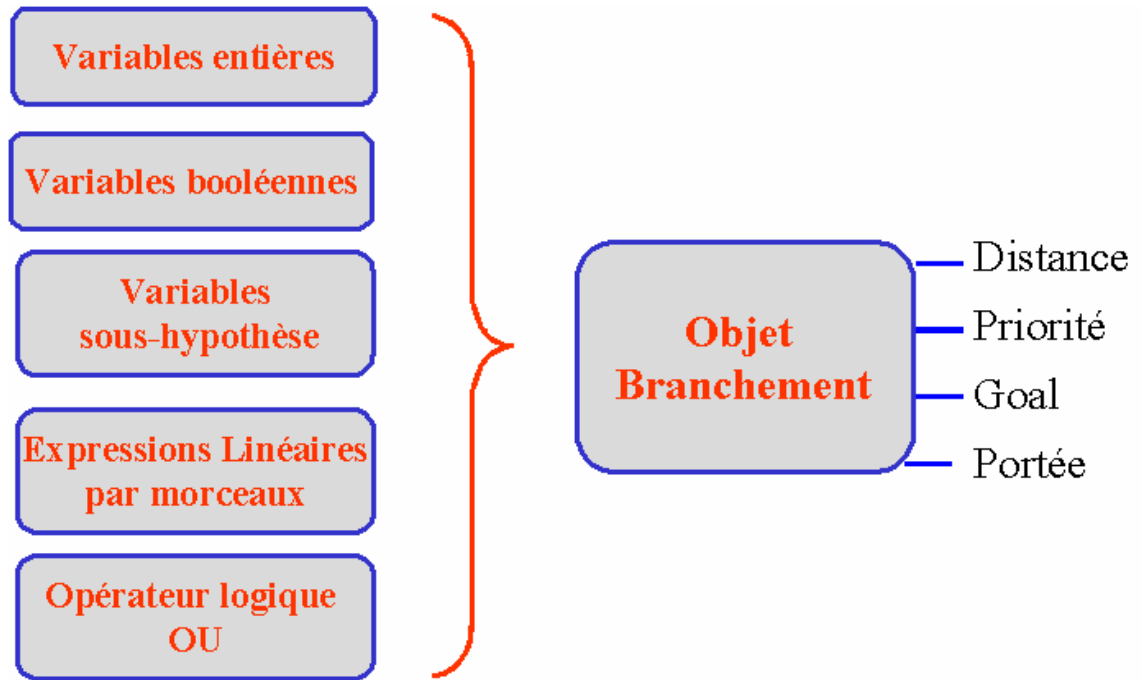 Variables entières
Variables booléennes
Variables
sous-hypothèse
Expressions Linéaires
par morceaux
Opérateur logique
OU
Objet
Branchement
Distance
Priorité
Goal
Portée